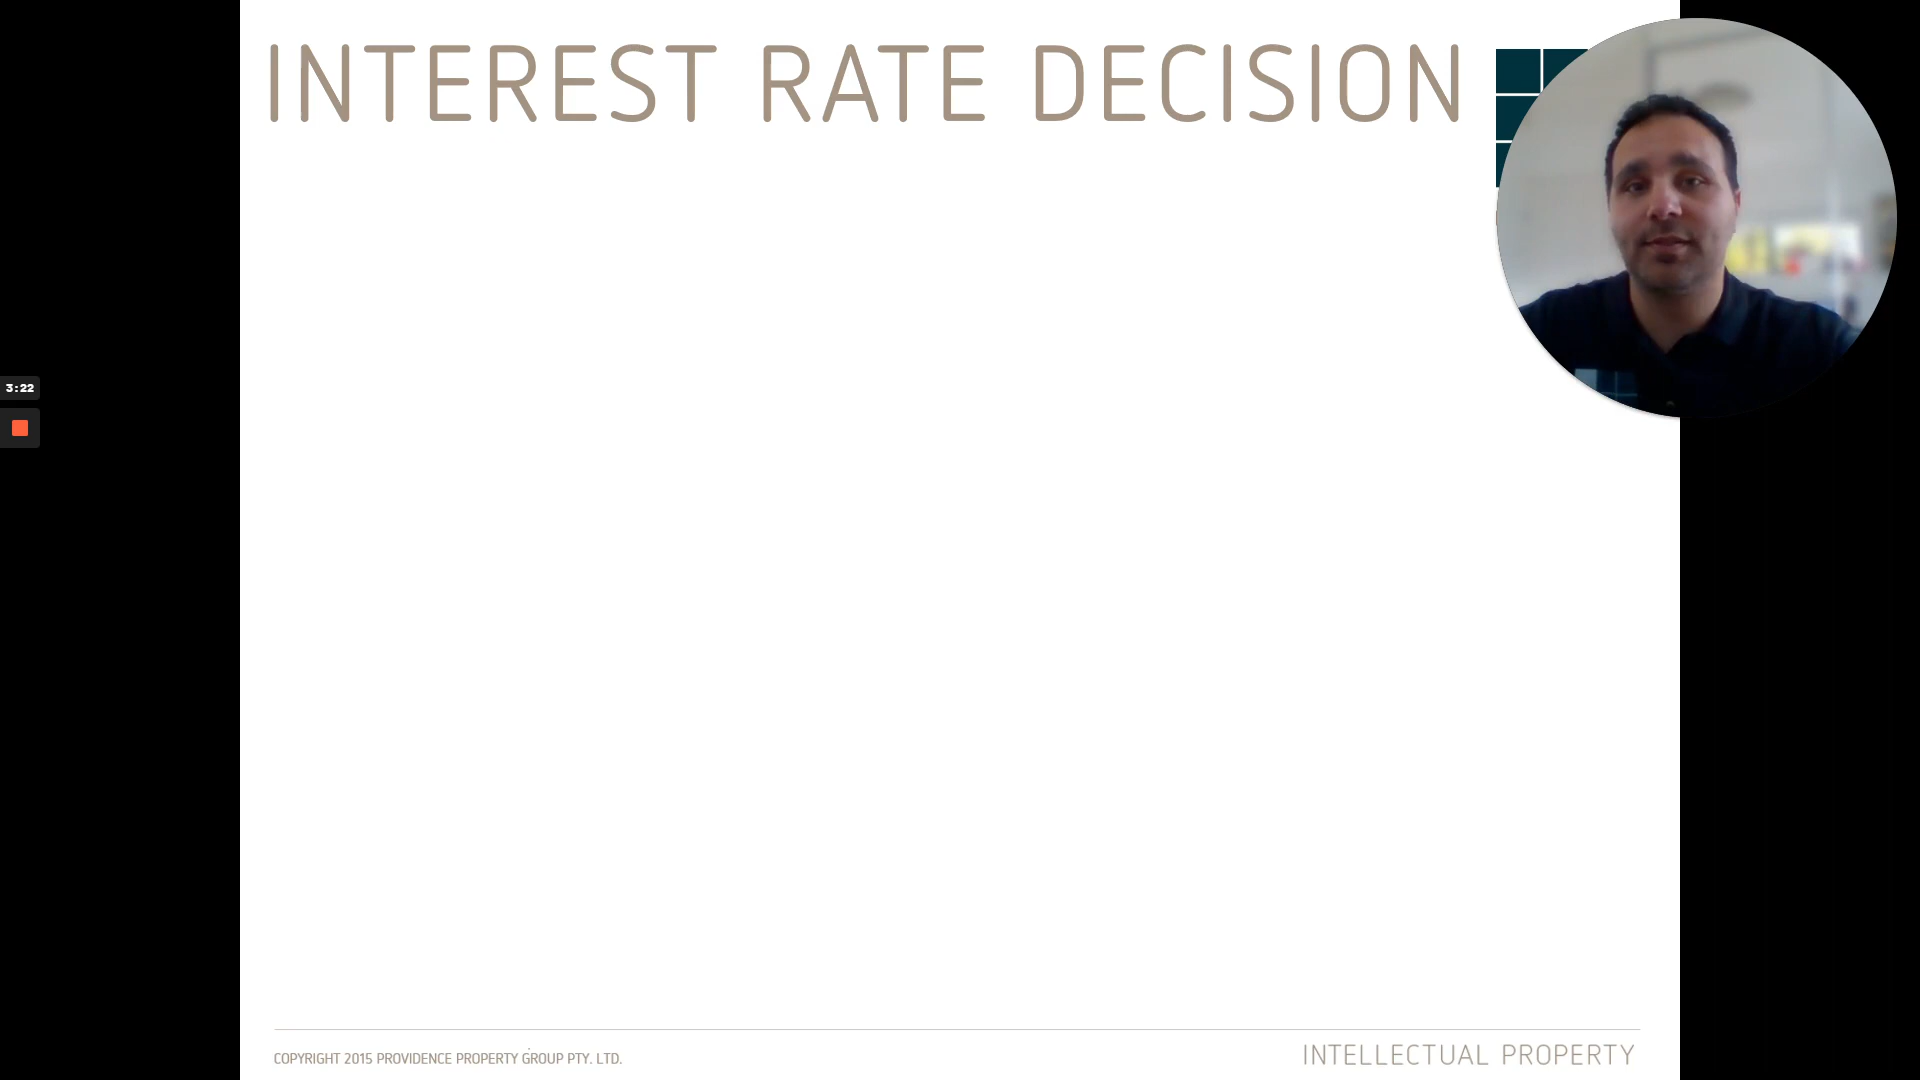 INTEREST RATE DECISION
3:22
COPYRIGHT 2015 PROVIDENCE PROPERTY GROUP PTY. LTD.
INTELLECTUAL PROPERTY